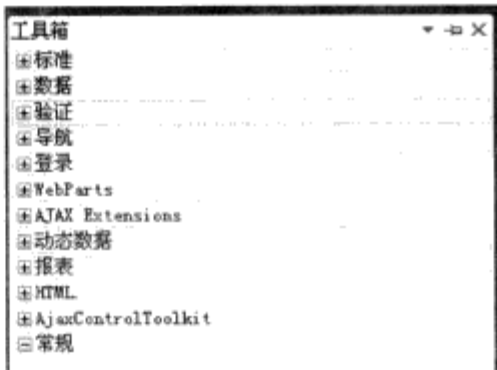 工具箱
标准
数据
验证
导航
登录
WebParts
AJAX Extensions
动态数据
报表
HTML
AjaxControlToolkit
常规